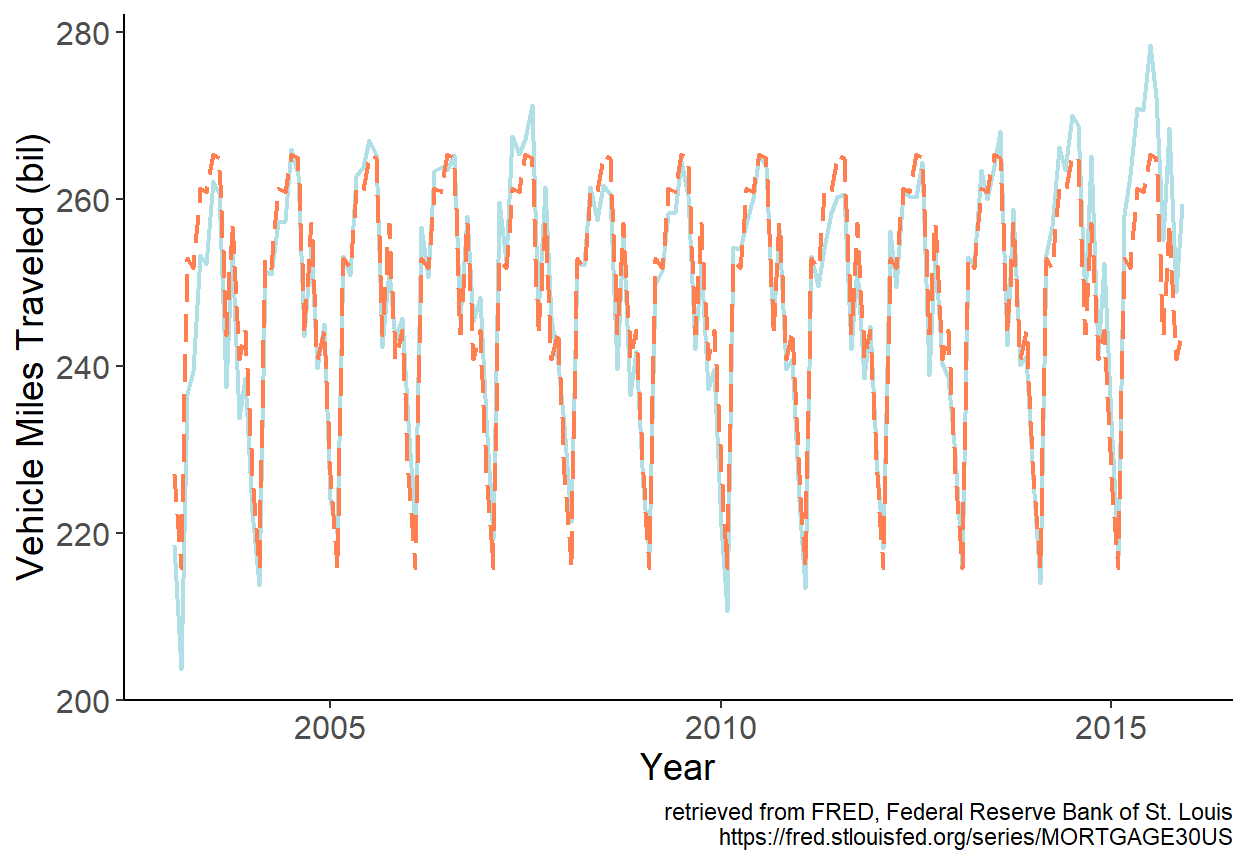 Vehicle Miles Traveled (bil)
280
260
240
220
200
2005 2010 2015
Year
retrieved from FRED, Federal Reserve Bank of St. Louis
https://fred.stlouisfed.org/series/MORTGAGE30US